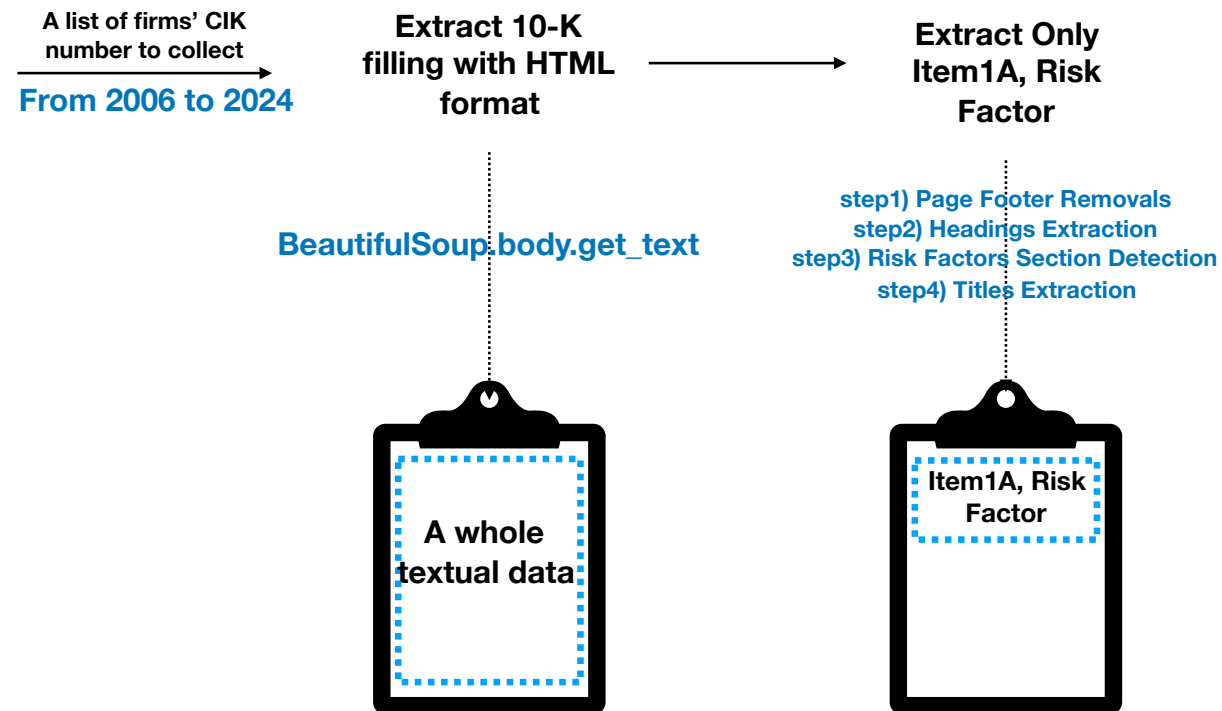 A list of firms' CIK
number to collect
From 2006 to 2024
Extract 10-K
filling with HTML
format
Extract Only
Item1A, Risk
Factor
BeautifulSoup.body.get_text
step1) Page Footer Removals
step2) Headings Extraction
step3) Risk Factors Section Detection
step4) Titles Extraction
A whole
textual data
Item1A, Risk
Factor